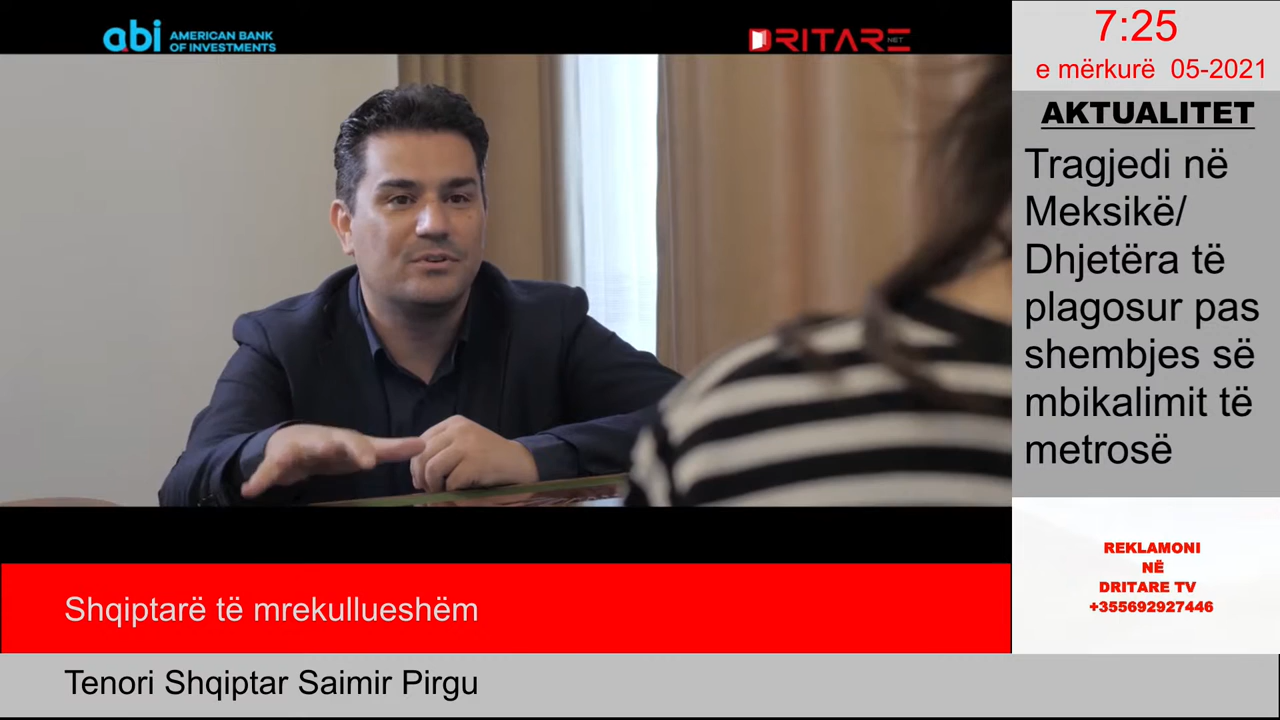 abi AMERICAN BANK
OF INVESTMENTS
DRITARE
NET
7:25
e mërkurë 05-2021
AKTUALITET
Tragjedi në
Meksikë/
Dhjetëra të
plagosur pas
shembjes së
mbikalimit të
metrosë
REKLAMONI
NË
DRITARE TV
+355692927446
Shqiptarë të mrekullueshëm
Tenori Shqiptar Saimir Pirgu